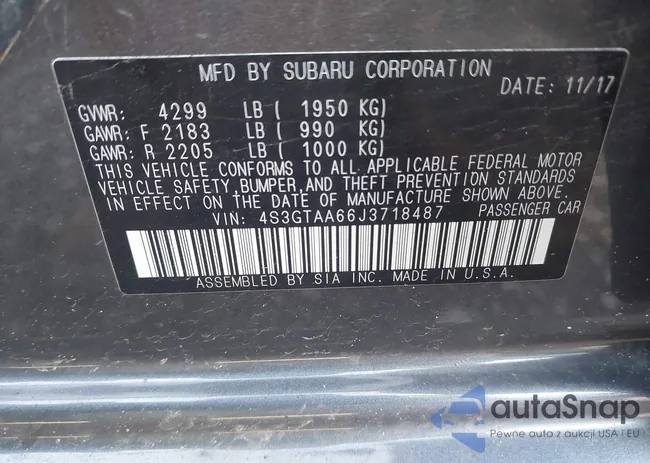 MFD BY SUBARU CORPORATION
DATE: 11/17
GVWR: 4299 LB ( 1950 KG)
GAWR: F 2183 LB ( 990 KG)
GAWR: R 2205 LB ( 1000 KG)
THIS VEHICLE CONFORMS TO ALL APPLICABLE FEDERAL MOTOR
VEHICLE SAFETY, BUMPER, AND THEFT PREVENTION STANDARDS
IN EFFECT ON THE DATE OF MANUFACTURE SHOWN ABOVE.
VIN: 4S3GTAA66J3718487 PASSENGER CAR
ASSEMBLED BY SIA INC. MADE IN U.S.A.
autoSnap
Pewne auto z aukcji USA i EU